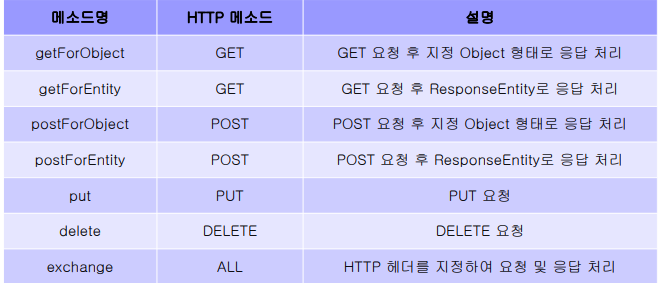 메소드명 HTTP 메소드 설명
getForObject GET GET 요청 후 지정 Object 형태로 응답 처리
getForEntity GET GET 요청 후 ResponseEntity로 응답 처리
postForObject POST POST 요청 후 지정 Object 형태로 응답 처리
postForEntity POST POST 요청 후 ResponseEntity로 응답 처리
put PUT PUT 요청
delete DELETE DELETE 요청
exchange ALL HTTP 헤더를 지정하여 요청 및 응답 처리